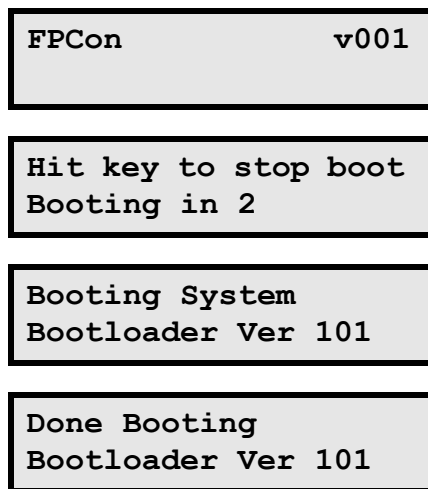 FPCon v001
Hit key to stop boot
Booting in 2
Booting System
Bootloader Ver 101
Done Booting
Bootloader Ver 101